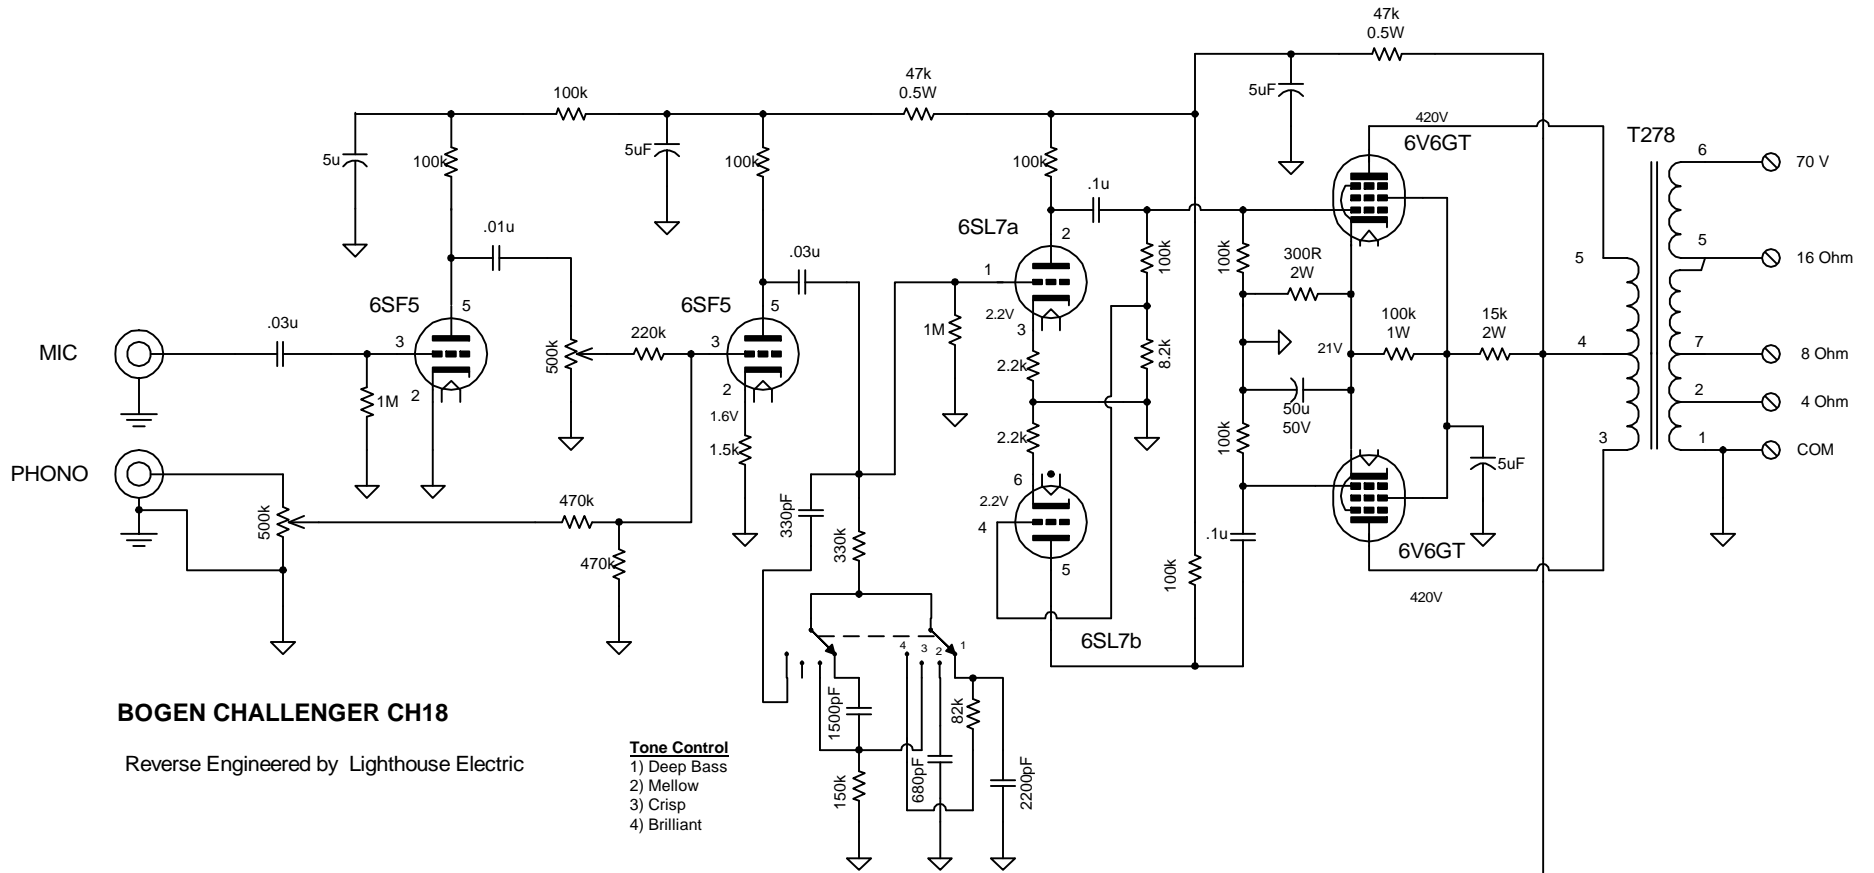 47k
0.5W
47k
0.5W
100k
5uF
420V
6V6GT
T278
6
70 V
5u
100k
5uF
100k
100k
.1u
.01u
.03u
6SL7a
2
1
100k
100k
300R
2W
5
5
16 Ohm
6SF5
5
6SF5
5
.03u
MIC
3
500k
220k
3
1M
2.2V
3
2.2k
8.2k
21V
100k
1W
15k
2W
4
7
8 Ohm
2
1M
2
1.6V
1.5k
50u
50V
2
4 Ohm
2.2k
100k
3
1
COM
PHONO
5uF
500k
470k
470k
330pF
330k
6
2.2V
4
5
.1u
100k
6V6GT
420V
6SL7b
4
3
2
1
BOGEN CHALLENGER CH18
Reverse Engineered by Lighthouse Electric
1500pF
82k
Tone Control
1) Deep Bass
2) Mellow
3) Crisp
4) Brilliant
150k
680pF
2200pF